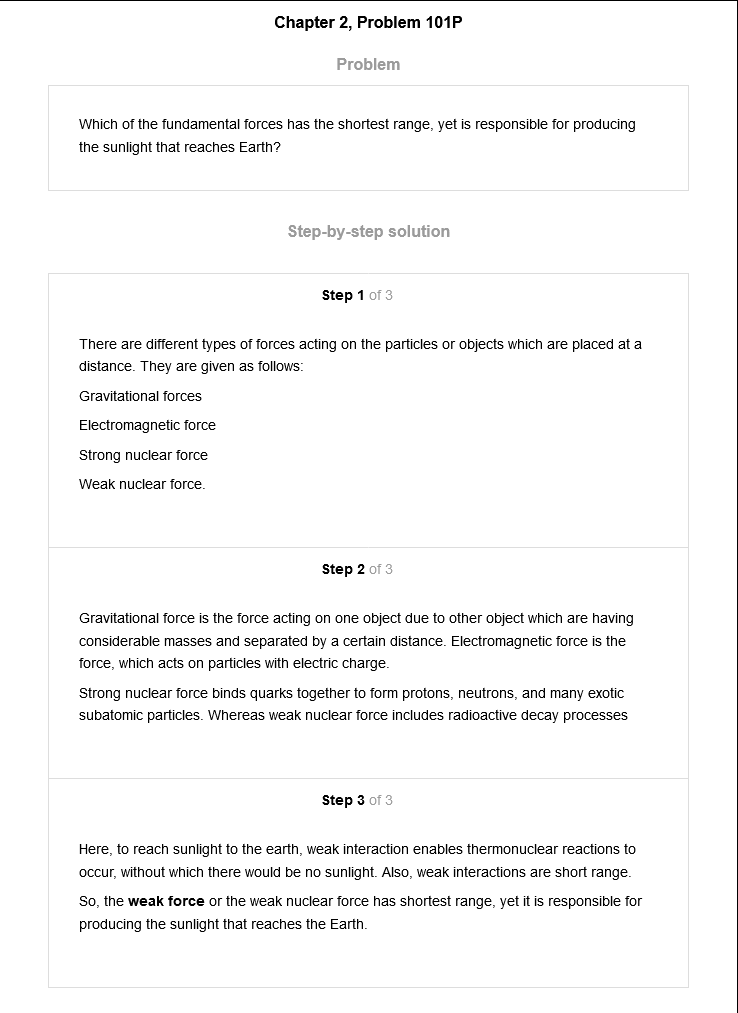 Chapter 2, Problem 101P
Problem
Which of the fundamental forces has the shortest range, yet is responsible for producing
the sunlight that reaches Earth?
Step-by-step solution
Step 1 of 3
There are different types of forces acting on the particles or objects which are placed at a
distance. They are given as follows:
Gravitational forces
Electromagnetic force
Strong nuclear force
Weak nuclear force.
Step 2 of 3
Gravitational force is the force acting on one object due to other object which are having
considerable masses and separated by a certain distance. Electromagnetic force is the
force, which acts on particles with electric charge.
Strong nuclear force binds quarks together to form protons, neutrons, and many exotic
subatomic particles. Whereas weak nuclear force includes radioactive decay processes
Step 3 of 3
Here, to reach sunlight to the earth, weak interaction enables thermonuclear reactions to
occur, without which there would be no sunlight. Also, weak interactions are short range.
So, the weak force or the weak nuclear force has shortest range, yet it is responsible for
producing the sunlight that reaches the Earth.